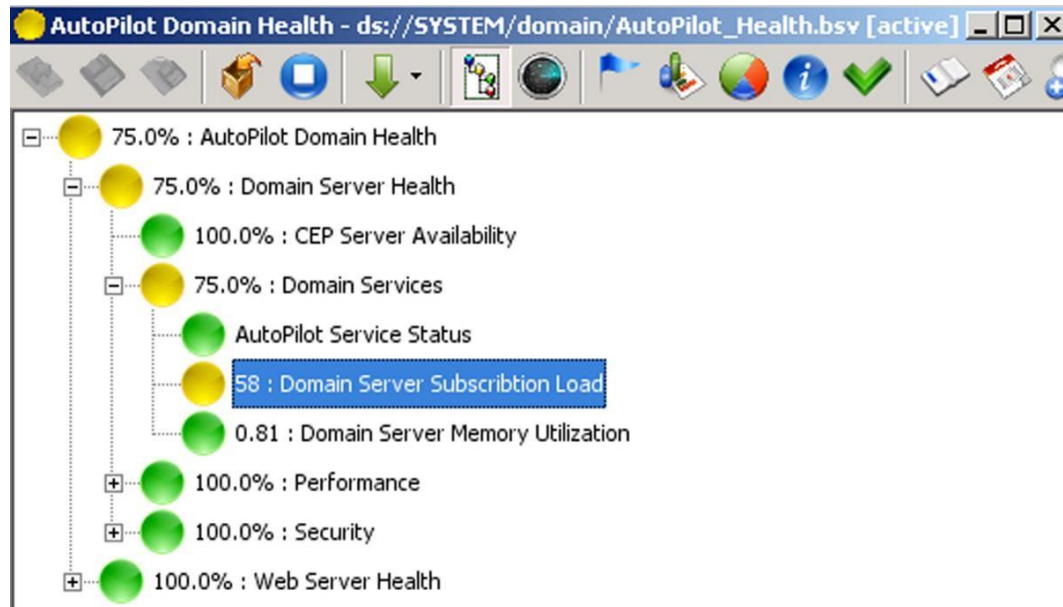 AutoPilot Domain Health - ds://SYSTEM/domain/AutoPilot_Health.bsv [active]
75.0% : AutoPilot Domain Health
75.0% : Domain Server Health
100.0% : CEP Server Availability
75.0% : Domain Services
AutoPilot Service Status
58 : Domain Server Subscribtion Load
0.81 : Domain Server Memory Utilization
100.0% : Performance
100.0% : Security
100.0% : Web Server Health